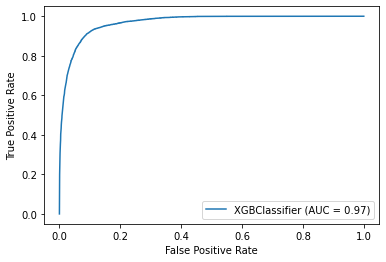 1.0
0.8
0.6
0.4
0.2
0.0
True Positive Rate
XGBClassifier (AUC = 0.97)
0.0 0.2 0.4 0.6 0.8 1.0
False Positive Rate